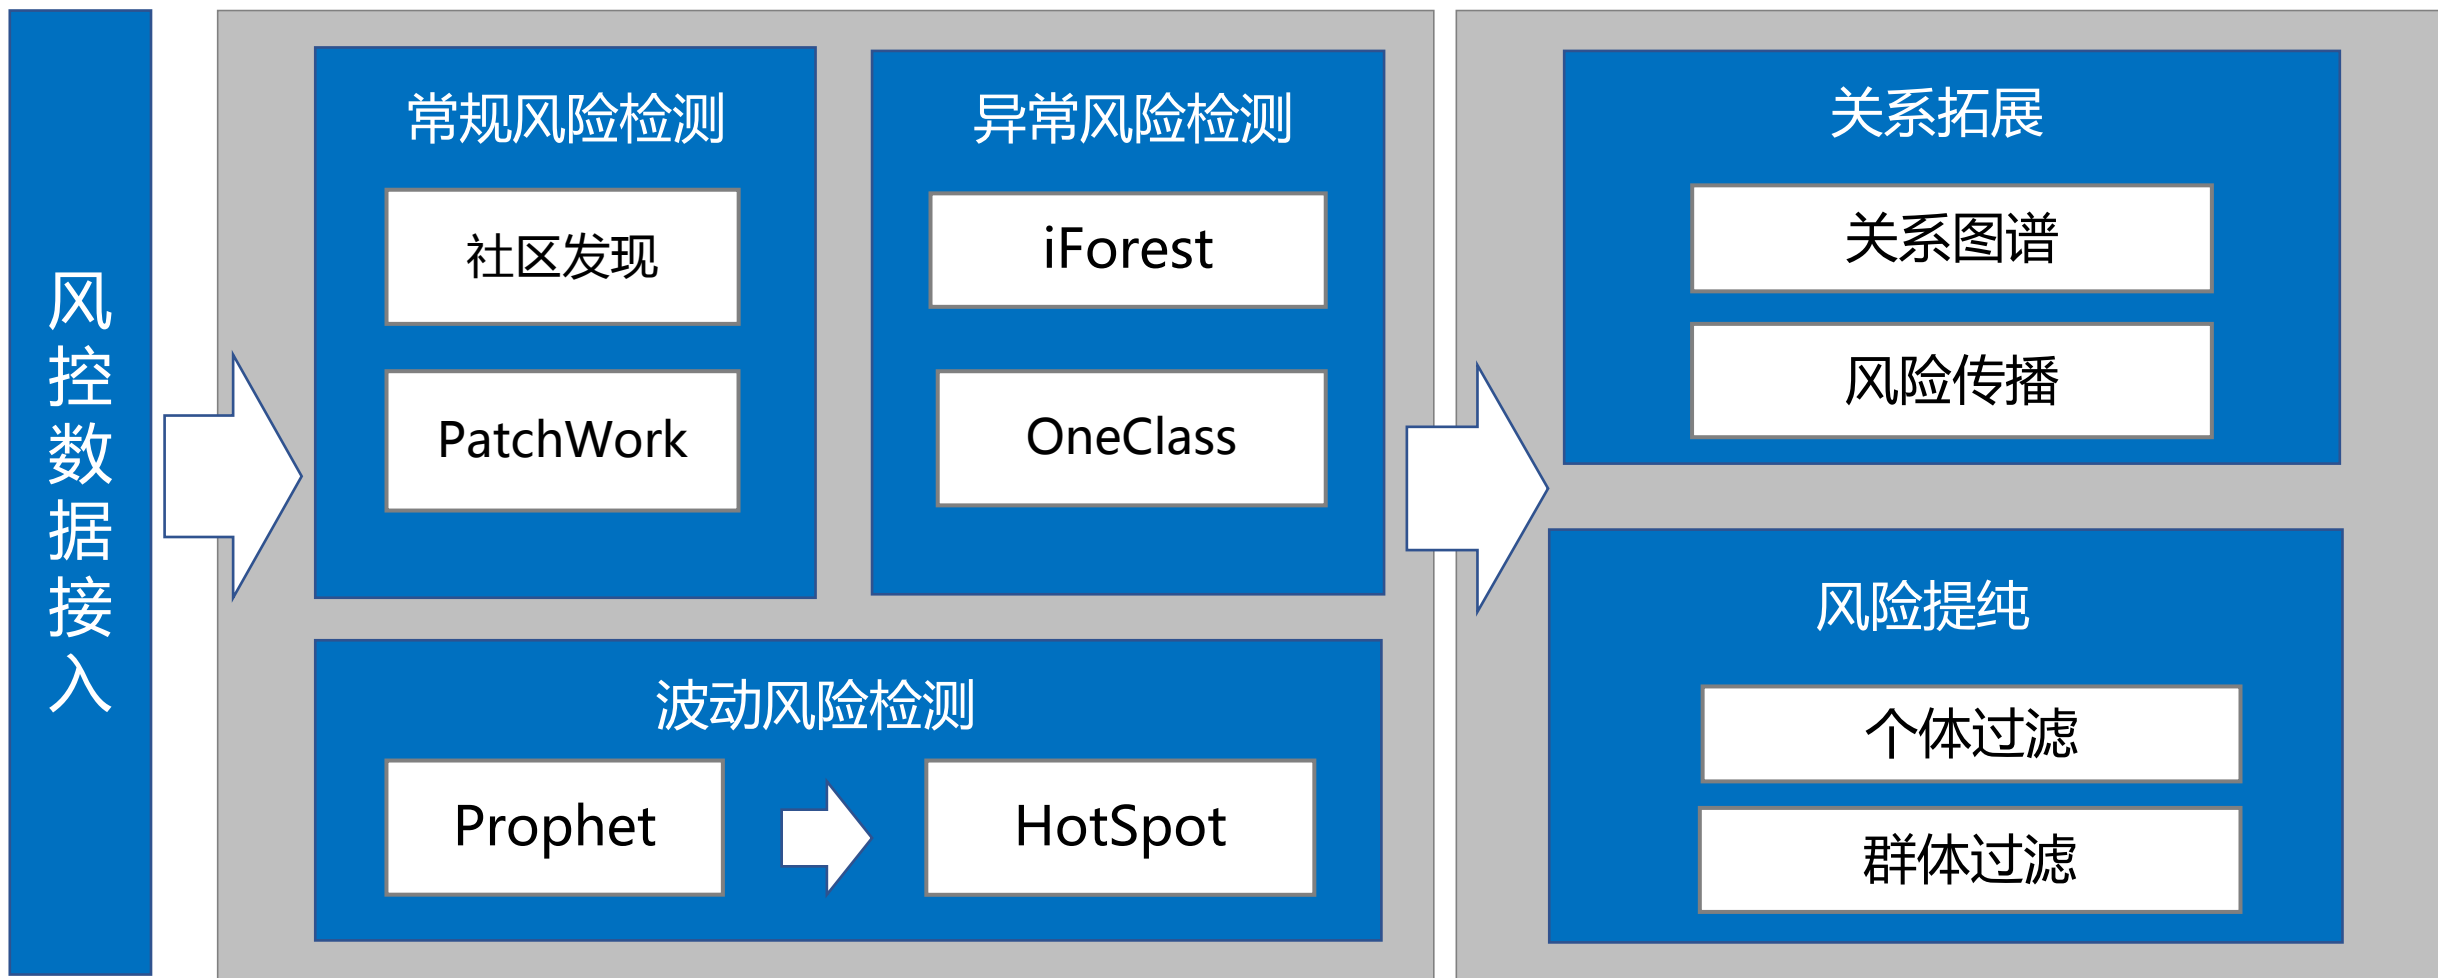 风控数据接入
常规风险检测
社区发现
PatchWork
异常风险检测
iForest
OneClass
波动风险检测
Prophet
HotSpot
关系拓展
关系图谱
风险传播
风险提纯
个体过滤
群体过滤